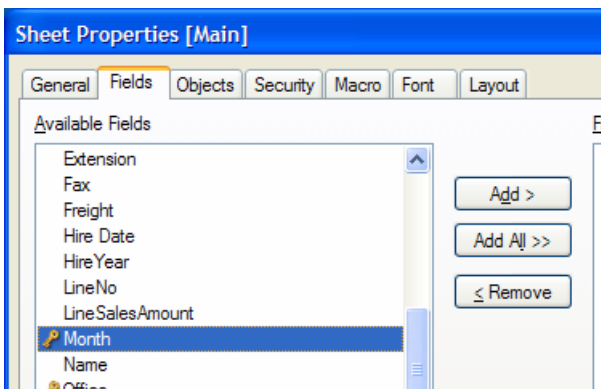 Sheet Properties [Main]
General Fields Objects Security Macro Font Layout
Available Fields
Extension
Fax
Freight
Hire Date
HireYear
LineNo
LineSalesAmount
Month
Name
Office
Add >
Add All >>
< Remove